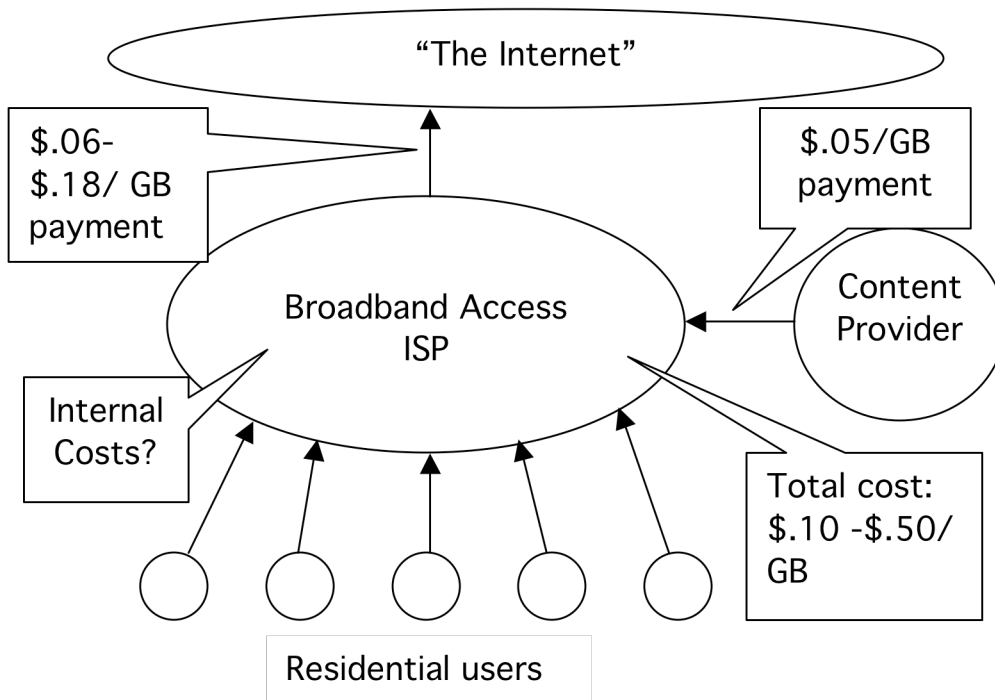 “The Internet”
$.06-
$.18/ GB
payment
$.05/GB
payment
Content
Provider
Broadband Access
ISP
Internal
Costs?
Total cost:
$.10 -$.50/
GB
Residential users